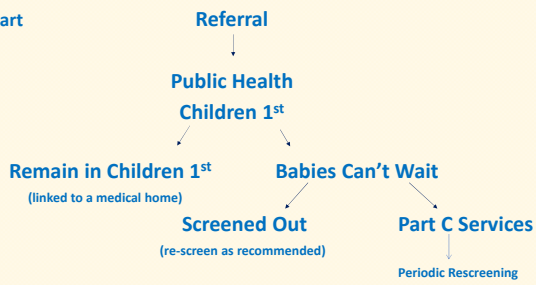 art
Referral
Public Health
Children 1st
Remain in Children 1st
Babies Can't Wait
(linked to a medical home)
Screened Out
Part C Services
(re-screen as recommended)
Periodic Rescreening